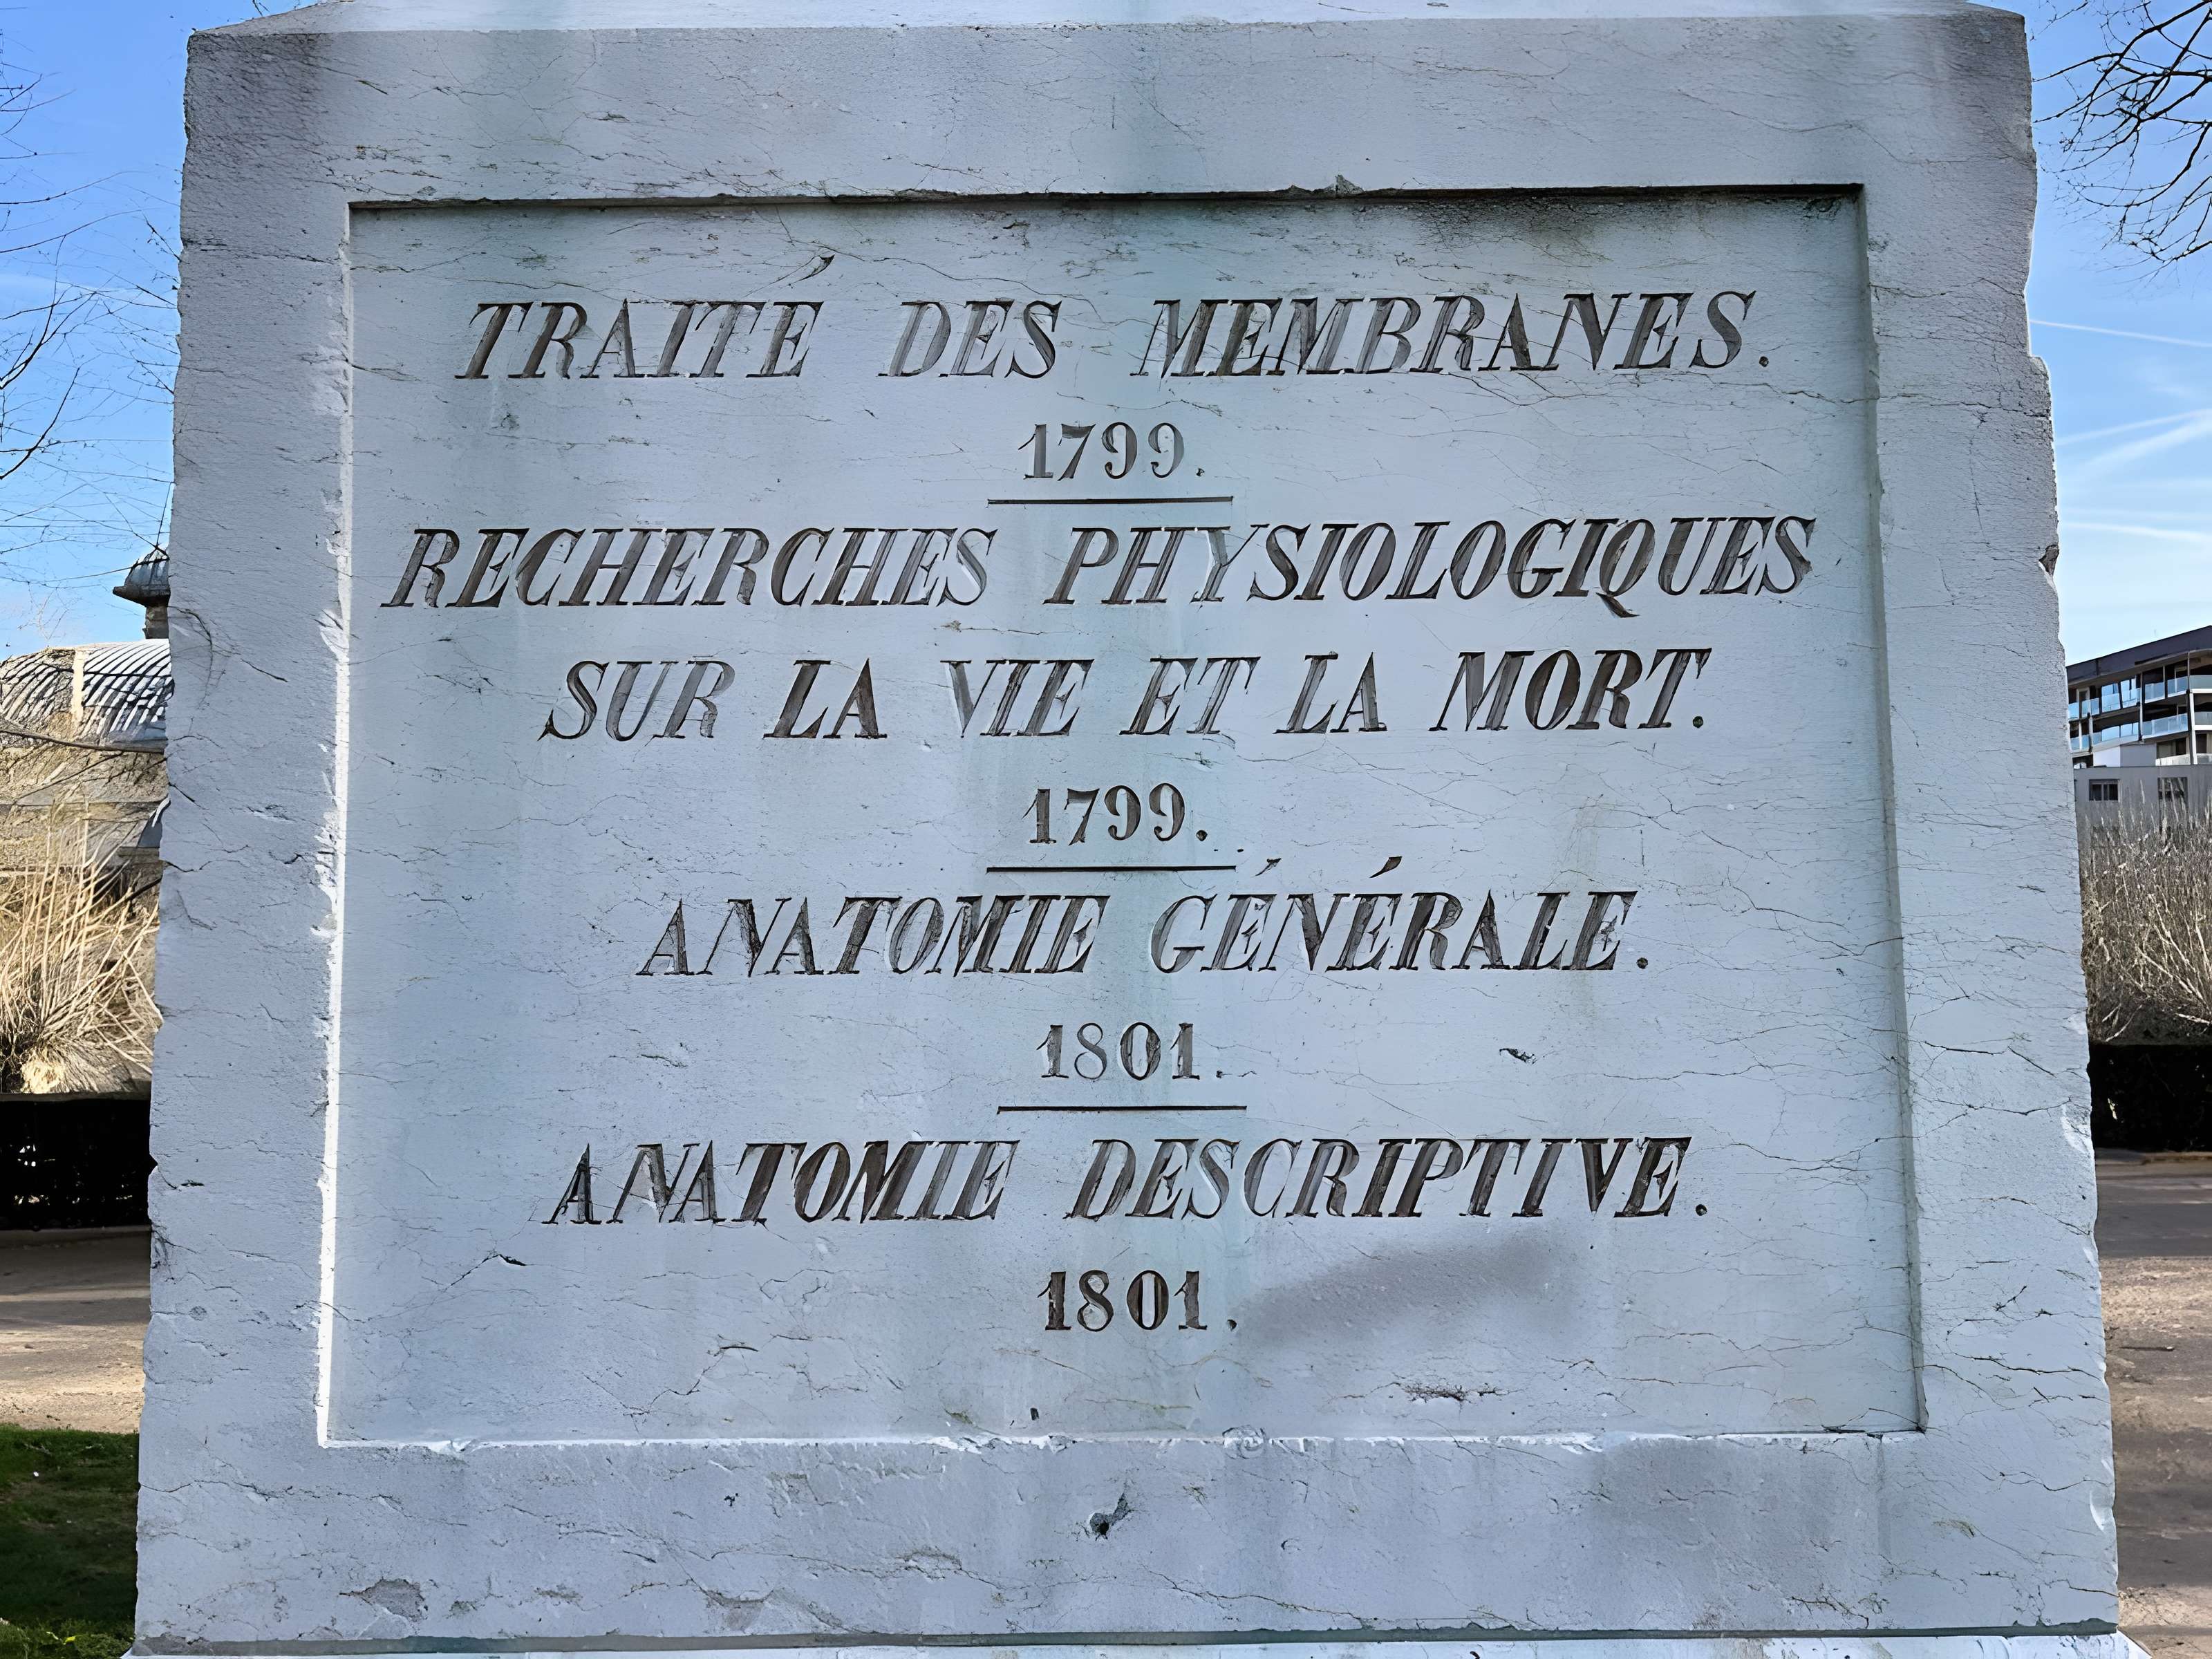 TRAITÉ DES MEMBRANES.
1799.
RECHERCHES PHYSIOLOGIQUES
SUR LA VIE ET LA MORT.
1799.
ANATOMIE GÉNÉRALE.
1801.
ANATOMIE DESCRIPTIVE.
1801.